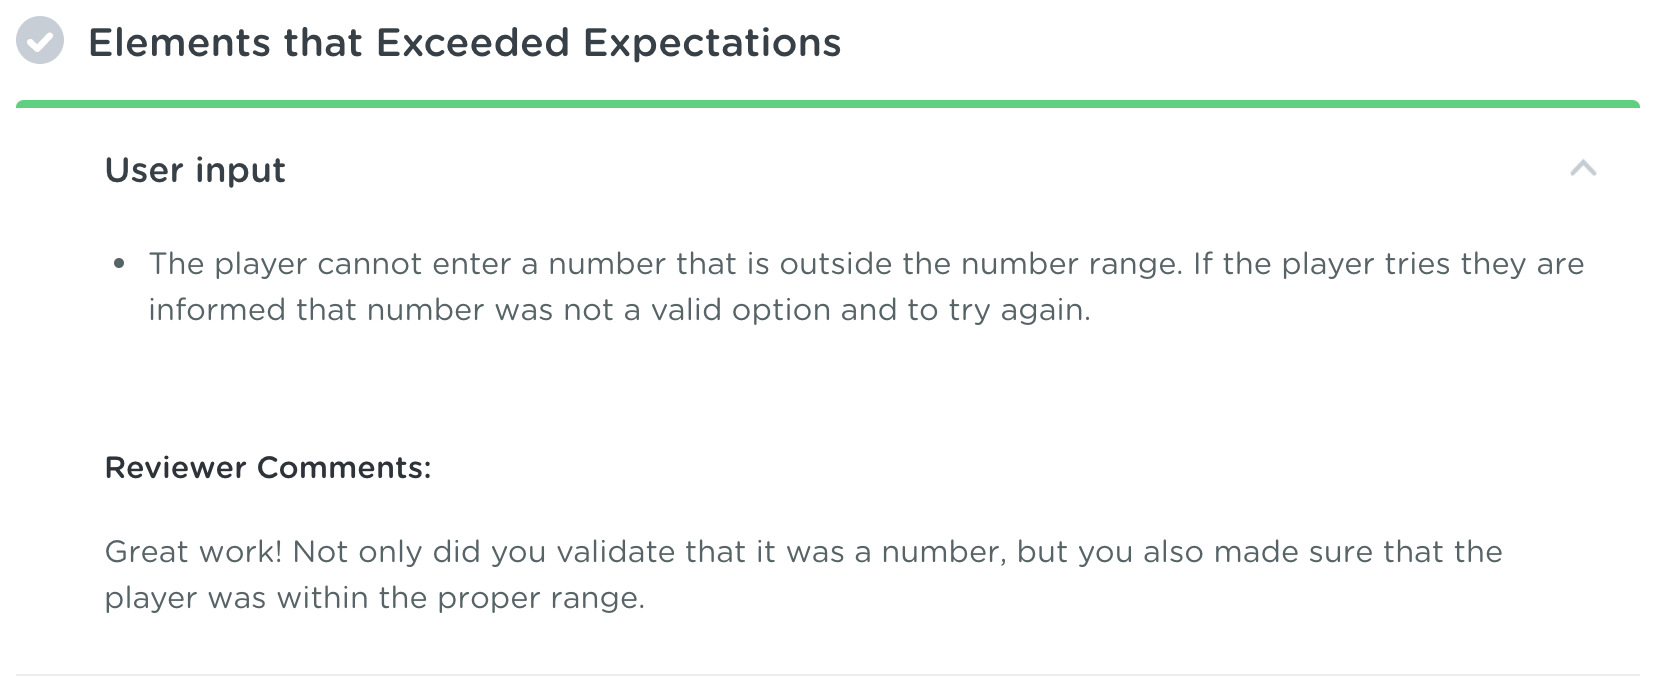 Elements that Exceeded Expectations
User input
• The player cannot enter a number that is outside the number range. If the player tries they are
informed that number was not a valid option and to try again.
Reviewer Comments:
Great work! Not only did you validate that it was a number, but you also made sure that the
player was within the proper range.